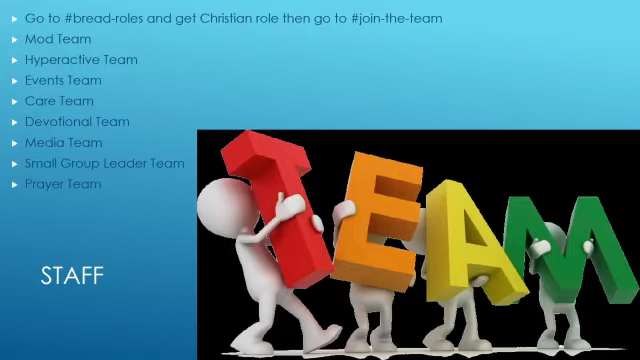 Go to #bread-roles and get Christian role then go to #join-the-team
Mod Team
Hyperactive Team
Events Team
Care Team
Devotional Team
Media Team
Small Group Leader Team
Prayer Team
TEAM
STAFF